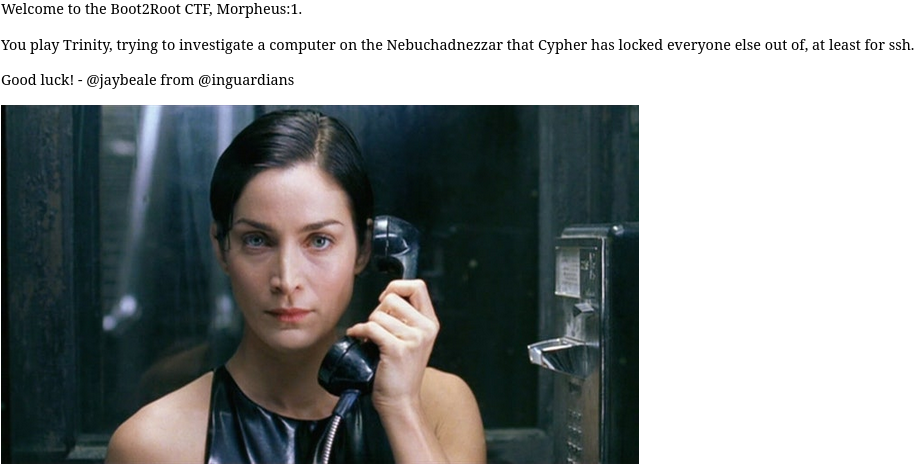 Welcome to the Boot2Root CTF, Morpheus:1.
You play Trinity, trying to investigate a computer on the Nebuchadnezzar that Cypher has locked everyone else out of, at least for ssh.
Good luck! - @jaybeale from @inguardians